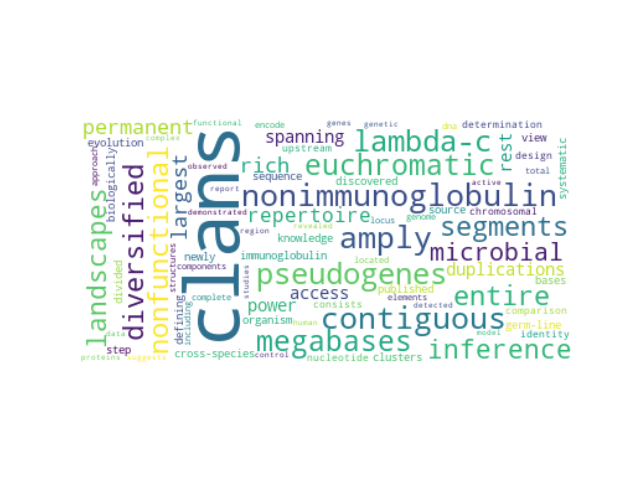 permanent
functional
encode
genes
genetic
dna
determination
evolution
complex
upstream
spanning
lambda-c
rest
view
design
total
systematic
approach
biologically
landscapes
diversified
nonfunctional
largest
clans
observed
rich
euchromatic
sequence
discovered
active
report
nonimmunoglobulin
demonstrated
repertoire
locus
source
genome
chromosomal
region
revealed
amply
segments
knowledge
microbial
structures
newly
components
immunoglobulin
located
divided
studies
pseudogenes
duplications
bases
defining
including
complete
access
published
power
consists
elements
detected
entire
comparison
organism
human
contiguous
germ-line
data
megabases
model
identity
step
inference
proteins
suggests
cross-species
control
nucleotide
clusters